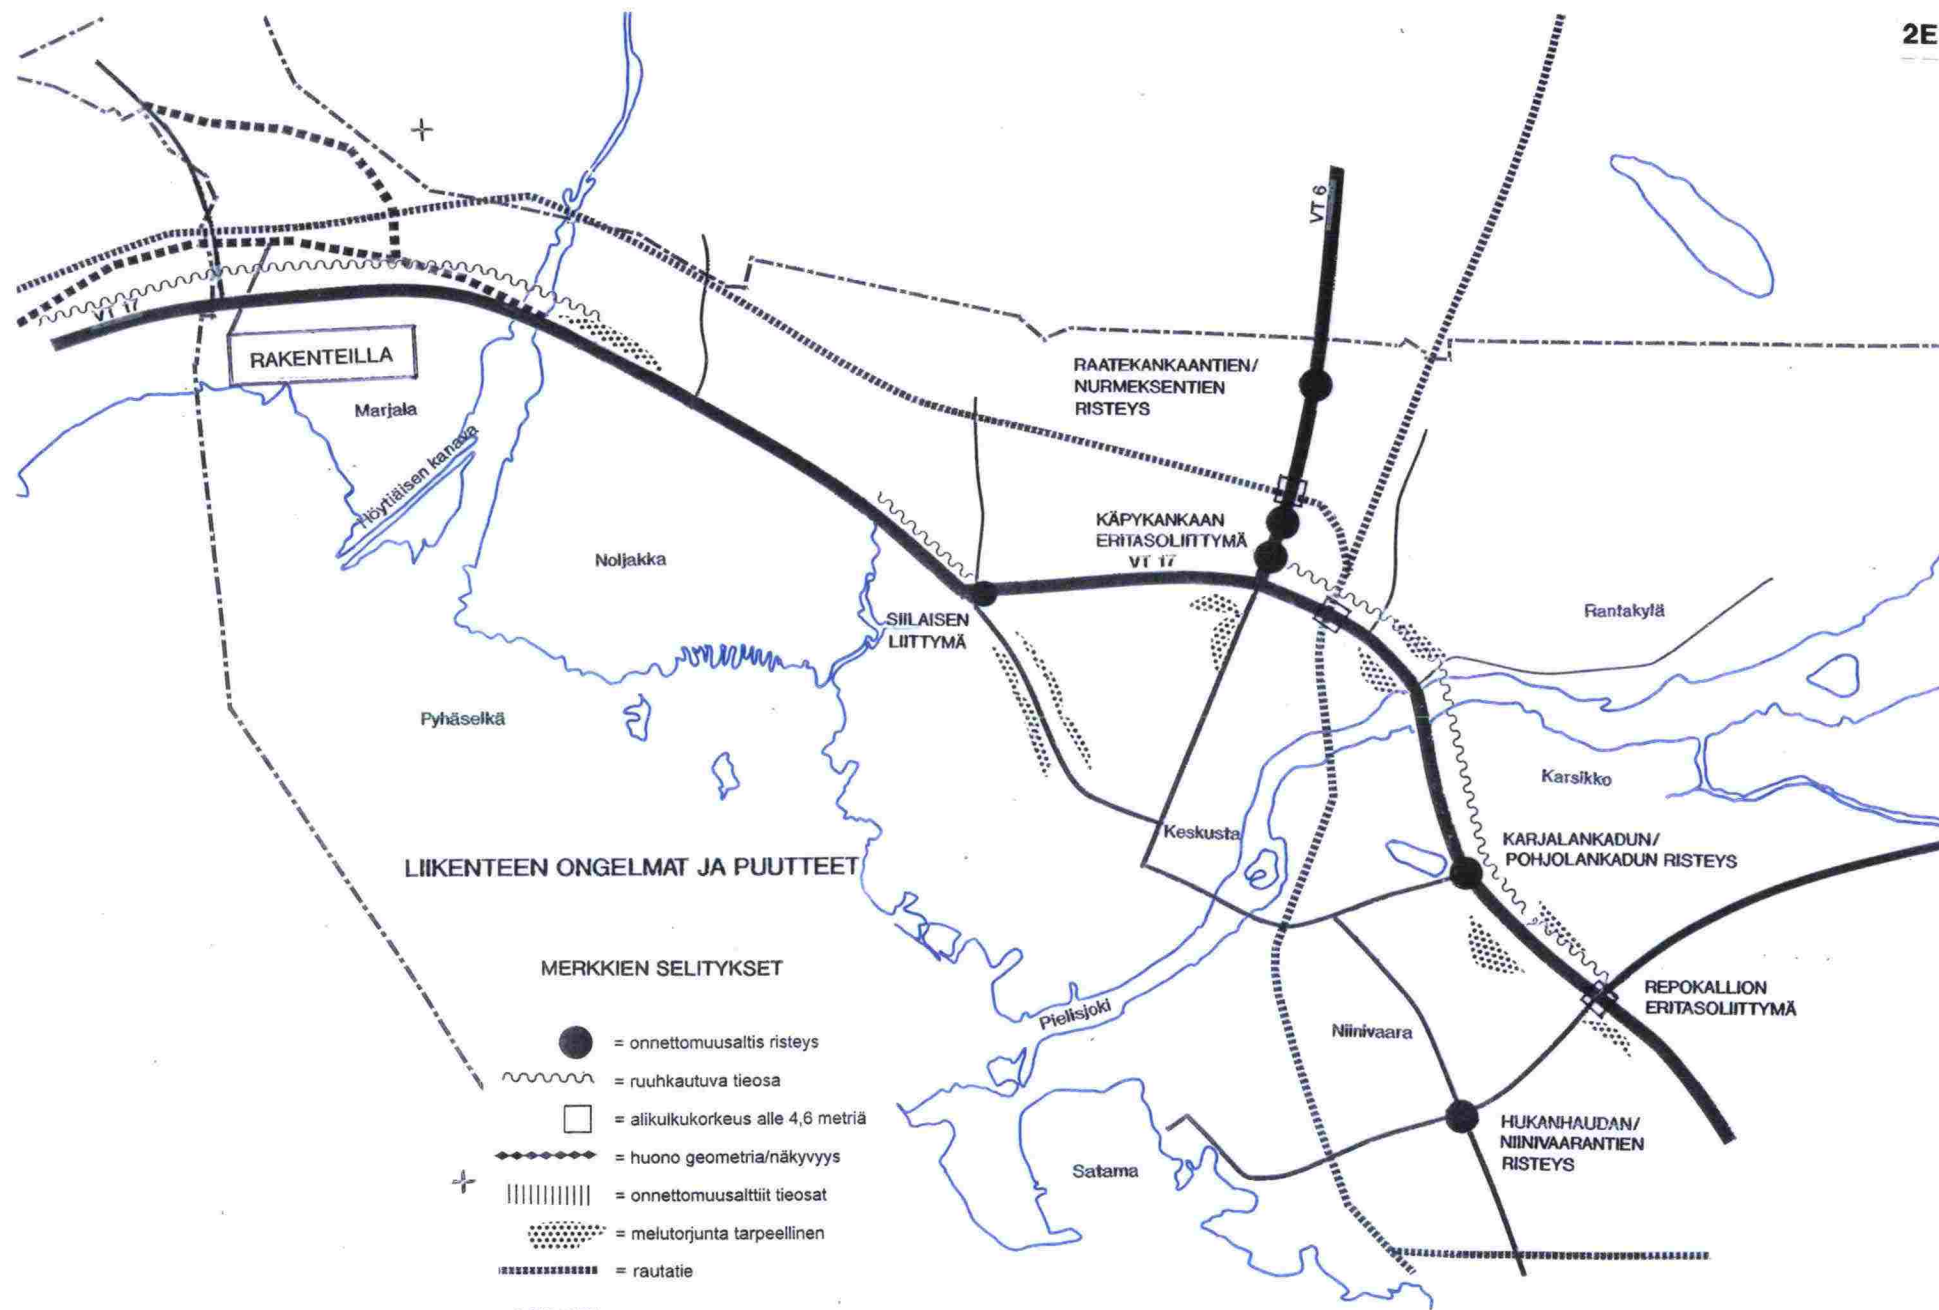 2E
VT 6
VT 17
RAKENTEILLA
RAATEKANKAANTIEN/
NURMEKSENTIEN
RISTEYS
Marjala
Höytiäisen kanava
KÄPYKANKAAN
ERITASOLIITTYMÄ
VT 17
Noljakka
SIILAISEN
LIITTYMÄ
Rantakylä
Pyhäselkä
Karsikko
Keskusta
KARJALANKADUN/
POHJOLANKADUN RISTEYS
LIIKENTEEN ONGELMAT JA PUUTTEET
MERKKIEN SELITYKSET
REPOKALLION
ERITASOLIITTYMÄ
Pielisjoki
Niinivaara
= onnettomuusaltis risteys
= ruuhkautuva tieosa
= alikulkukorkeus alle 4,6 metriä
= huono geometria/näkyvyys
= onnettomuusalttiit tieosat
= melutorjunta tarpeellinen
= rautatie
HUKANHAUDAN/
NIINIVAARANTIEN
RISTEYS
Satama